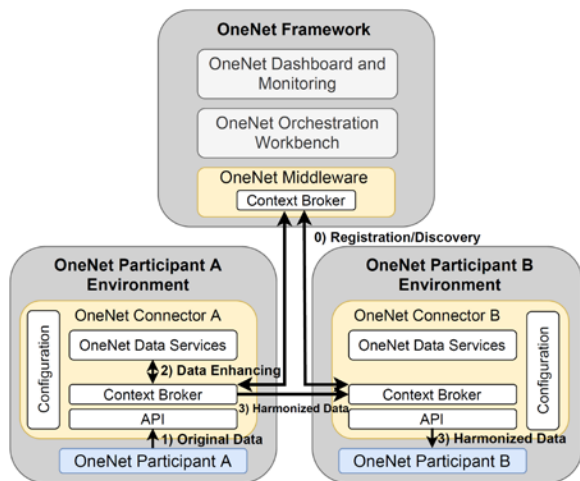 OneNet Framework
OneNet Dashboard and
Monitoring
OneNet Orchestration
Workbench
OneNet Middleware
Context Broker
0) Registration/Discovery
OneNet Participant A
Environment
OneNet Connector A
Configuration
OneNet Data Services
2) Data Enhancing
Context Broker
3) Harmonized Data
API
1) Original Data
OneNet Participant A
OneNet Participant B
Environment
OneNet Connector B
OneNet Data Services
Configuration
Context Broker
API
3) Harmonized Data
OneNet Participant B